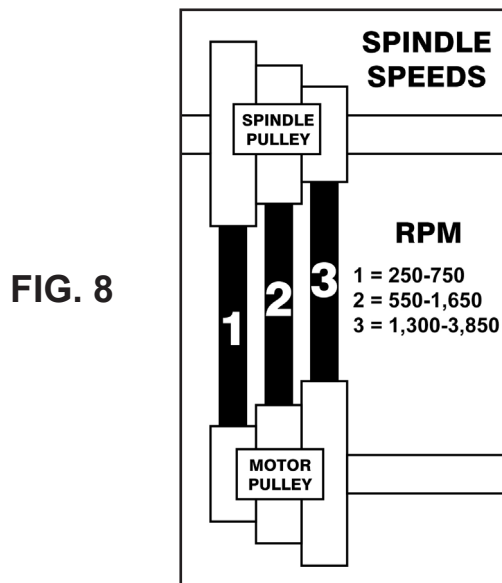 SPINDLE
SPEEDS
SPINDLE
PULLEY
RPM
1 = 250-750
2 = 550-1,650
3 = 1,300-3,850
1
2
3
FIG. 8
MOTOR
PULLEY